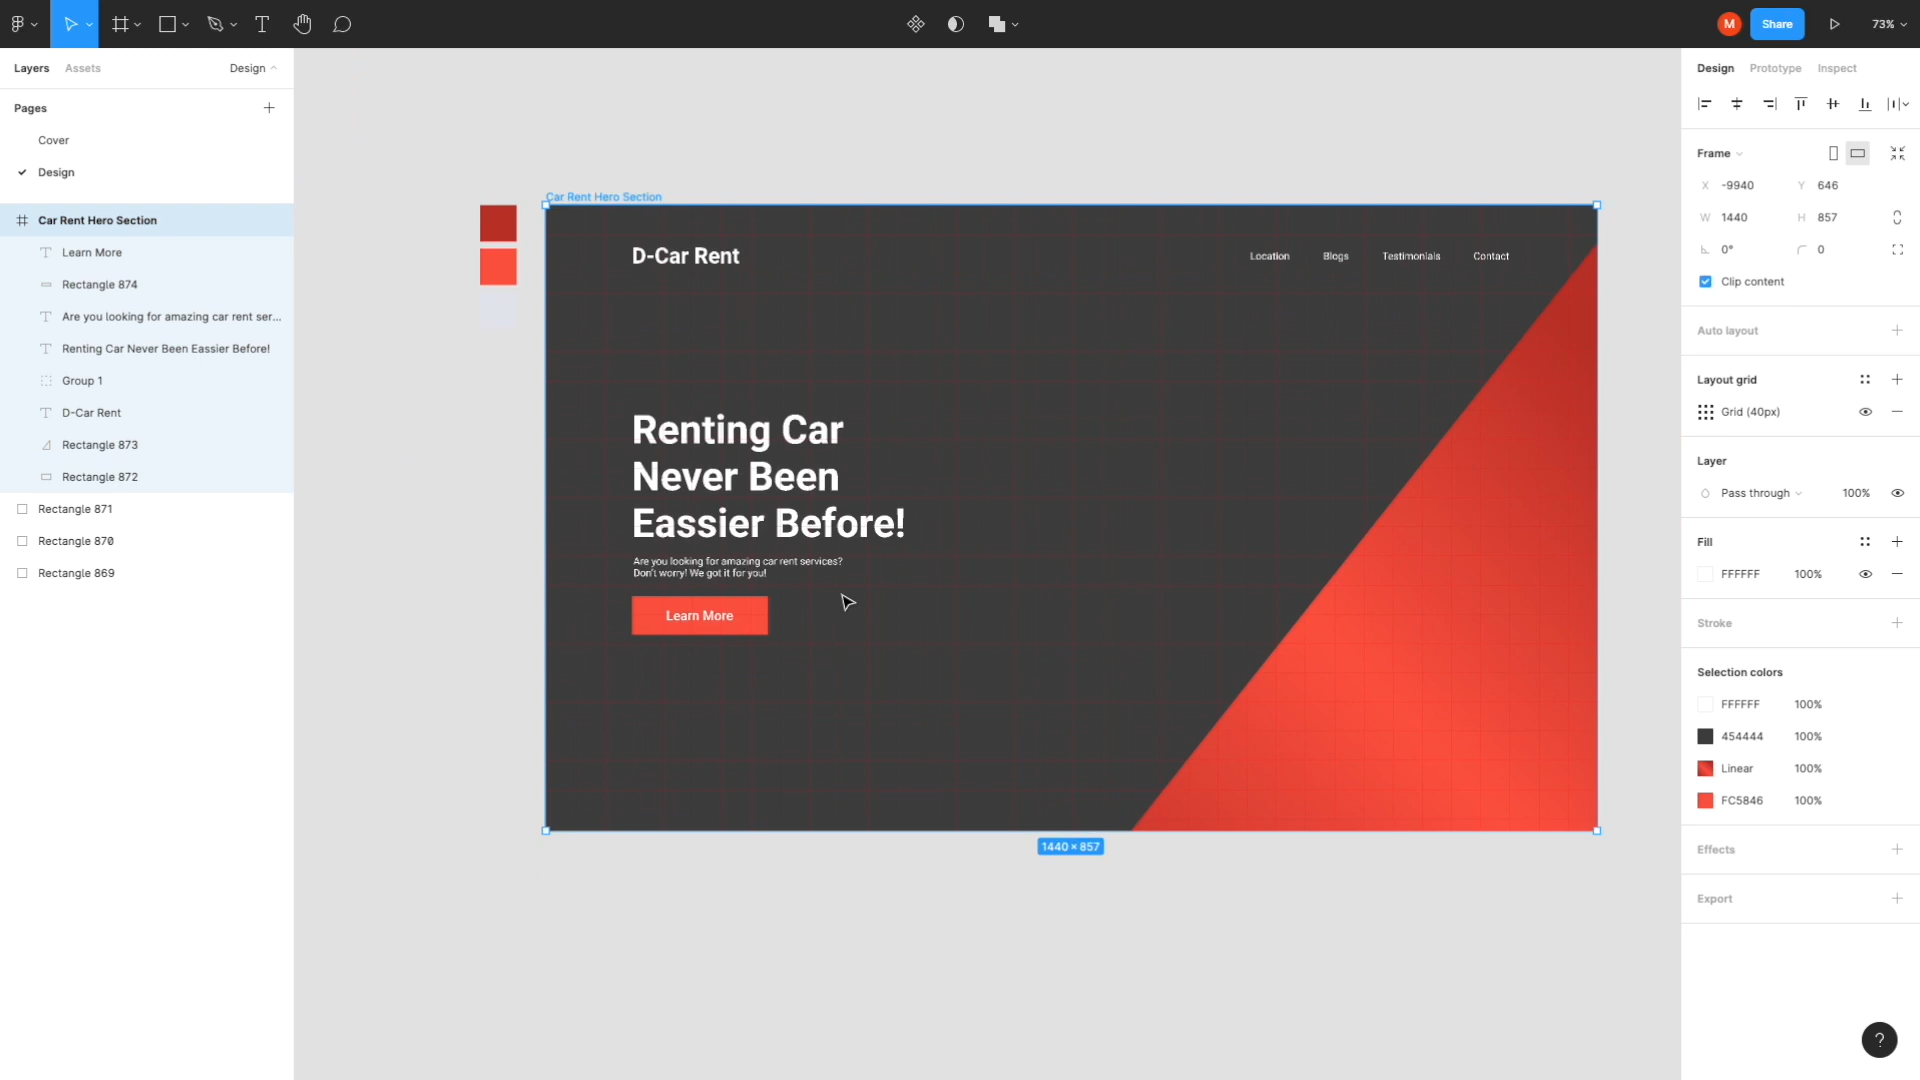 M
Share
73%
Layers
Assets
Design
Pages
Cover
Design
Car Rent Hero Section
Learn More
Rectangle 874
Are you looking for amazing car rent ser...
Renting Car Never Been Eassier Before!
Group 1
D-Car Rent
Rectangle 873
Rectangle 872
Rectangle 871
Rectangle 870
Rectangle 869
Car Rent Hero Section
D-Car Rent
Location
Blogs
Testimonials
Contact
Renting Car
Never Been
Eassier Before!
Are you looking for amazing car rent services?
Don't worry! We got it for you!
Learn More
1440 × 857
Design
Prototype
Inspect
Frame
X -9940
Y 646
W 1440
H 857
0°
0
Clip content
Auto layout
Layout grid
Grid (40px)
Layer
Pass through
100%
Fill
FFFFFF
100%
Stroke
Selection colors
FFFFFF 100%
454444 100%
Linear 100%
FC5846 100%
Effects
Export
?